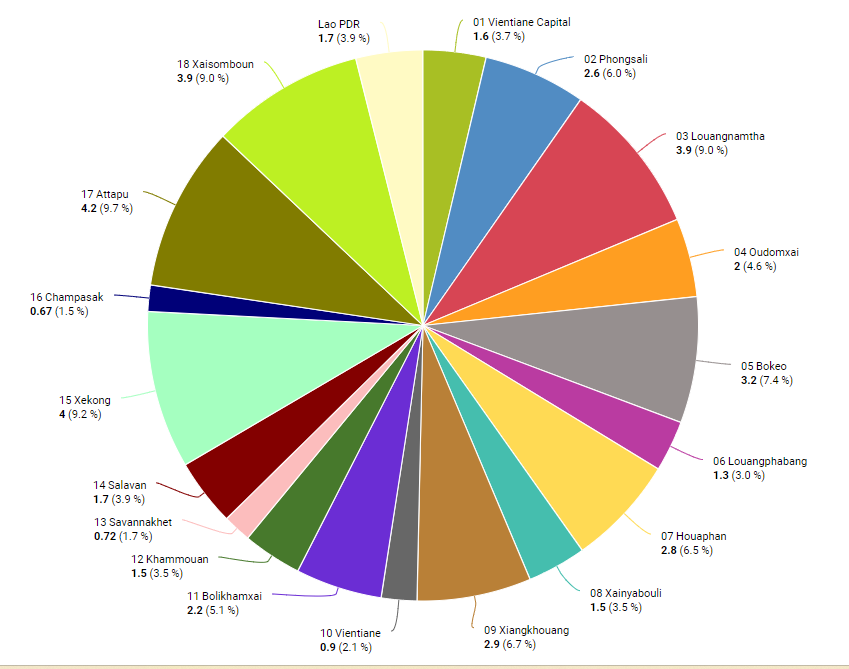 Lao PDR
1.7 (3.9 %)
01 Vientiane Capital
1.6 (3.7 %)
02 Phongsali
2.6 (6.0 %)
03 Louangnamtha
3.9 (9.0 %)
04 Oudomxai
2 (4.6 %)
05 Bokeo
3.2 (7.4 %)
06 Louangphabang
1.3 (3.0 %)
07 Houaphan
2.8 (6.5 %)
08 Xainyabouli
1.5 (3.5 %)
09 Xiangkhouang
2.9 (6.7 %)
10 Vientiane
0.9 (2.1 %)
11 Bolikhamxai
2.2 (5.1 %)
12 Khammouan
1.5 (3.5 %)
13 Savannakhet
0.72 (1.7 %)
14 Salavan
1.7 (3.9 %)
15 Xekong
4 (9.2 %)
16 Champasak
0.67 (1.5 %)
17 Attapu
4.2 (9.7 %)
18 Xaisomboun
3.9 (9.0 %)